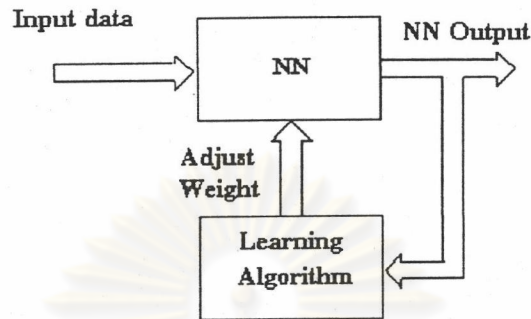 Input data
NN
NN Output
Adjust
Weight
Learning
Algorithm